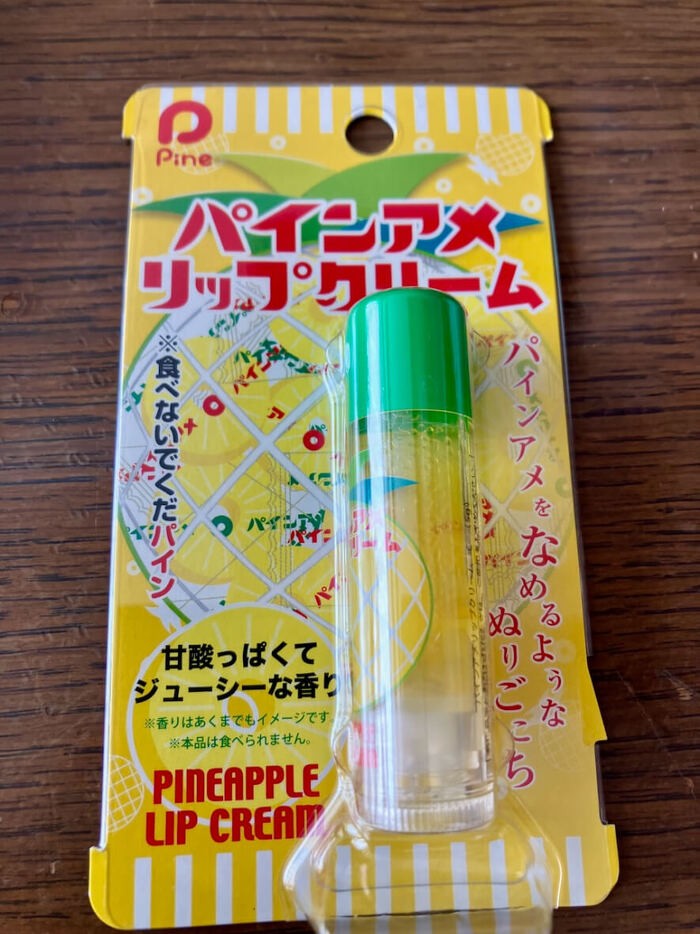 Pine
パインアメ
リップクリーム
※食べないでくだパイン
パインアメをなめるような
ぬりごこち
甘酸っぱくて
ジューシーな香り
※香りはあくまでもイメージです
※本品は食べられません。
PINEAPPLE
LIP CREAM